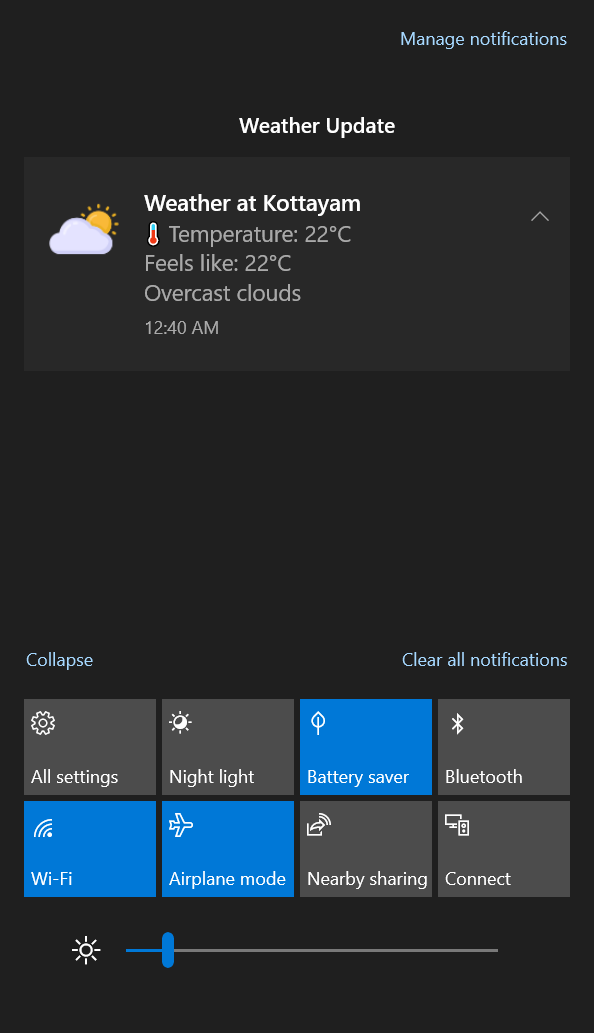 Manage notifications
Weather Update
Weather at Kottayam
🌡 Temperature: 22°C
Feels like: 22°C
Overcast clouds
12:40 AM
Collapse Clear all notifications
All settings Night light Battery saver Bluetooth
Wi-Fi Airplane mode Nearby sharing Connect